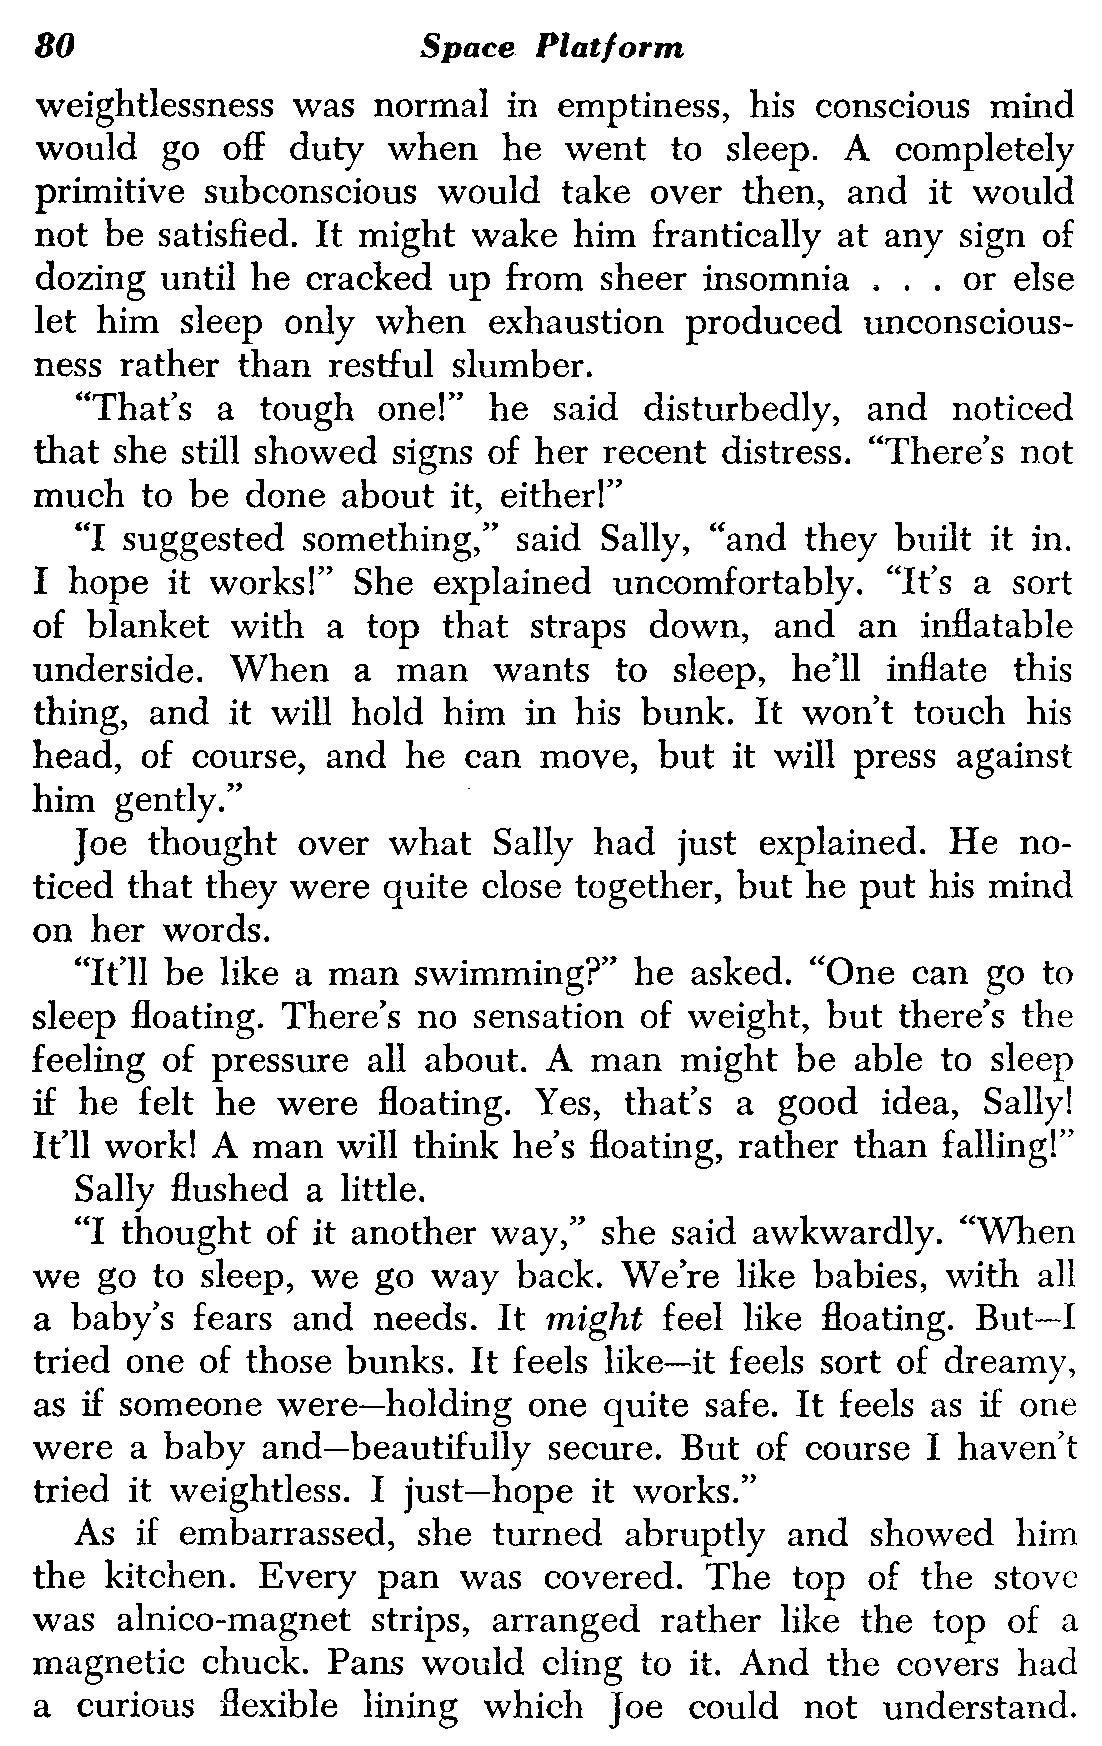 80 Space Platform
weightlessness was normal in emptiness, his conscious mind
would go off duty when he went to sleep. A completely
primitive subconscious would take over then, and it would
not be satisfied. It might wake him frantically at any sign of
dozing until he cracked up from sheer insomnia . . . or else
let him sleep only when exhaustion produced unconscious-
ness rather than restful slumber.
“That’s a tough one!” he said disturbedly, and noticed
that she still showed signs of her recent distress. “There’s not
much to be done about it, either!”
“I suggested something,” said Sally, “and they built it in.
I hope it works!” She explained uncomfortably. “It’s a sort
of blanket with a top that straps down, and an inflatable
underside. When a man wants to sleep, he’ll inflate this
thing, and it will hold him in his bunk. It won’t touch his
head, of course, and he can move, but it will press against
him gently.”
Joe thought over what Sally had just explained. He no-
ticed that they were quite close together, but he put his mind
on her words.
“It’ll be like a man swimming?” he asked. “One can go to
sleep floating. There’s no sensation of weight, but there’s the
feeling of pressure all about. A man might be able to sleep
if he felt he were floating. Yes, that’s a good idea, Sally!
It’ll work! A man will think he’s floating, rather than falling!”
Sally flushed a little.
“I thought of it another way,” she said awkwardly. “When
we go to sleep, we go way back. We’re like babies, with all
a baby’s fears and needs. It might feel like floating. But—I
tried one of those bunks. It feels like—it feels sort of dreamy,
as if someone were—holding one quite safe. It feels as if one
were a baby and—beautifully secure. But of course I haven’t
tried it weightless. I just—hope it works.”
As if embarrassed, she turned abruptly and showed him
the kitchen. Every pan was covered. The top of the stove
was alnico-magnet strips, arranged rather like the top of a
magnetic chuck. Pans would cling to it. And the covers had
a curious flexible lining which Joe could not understand.